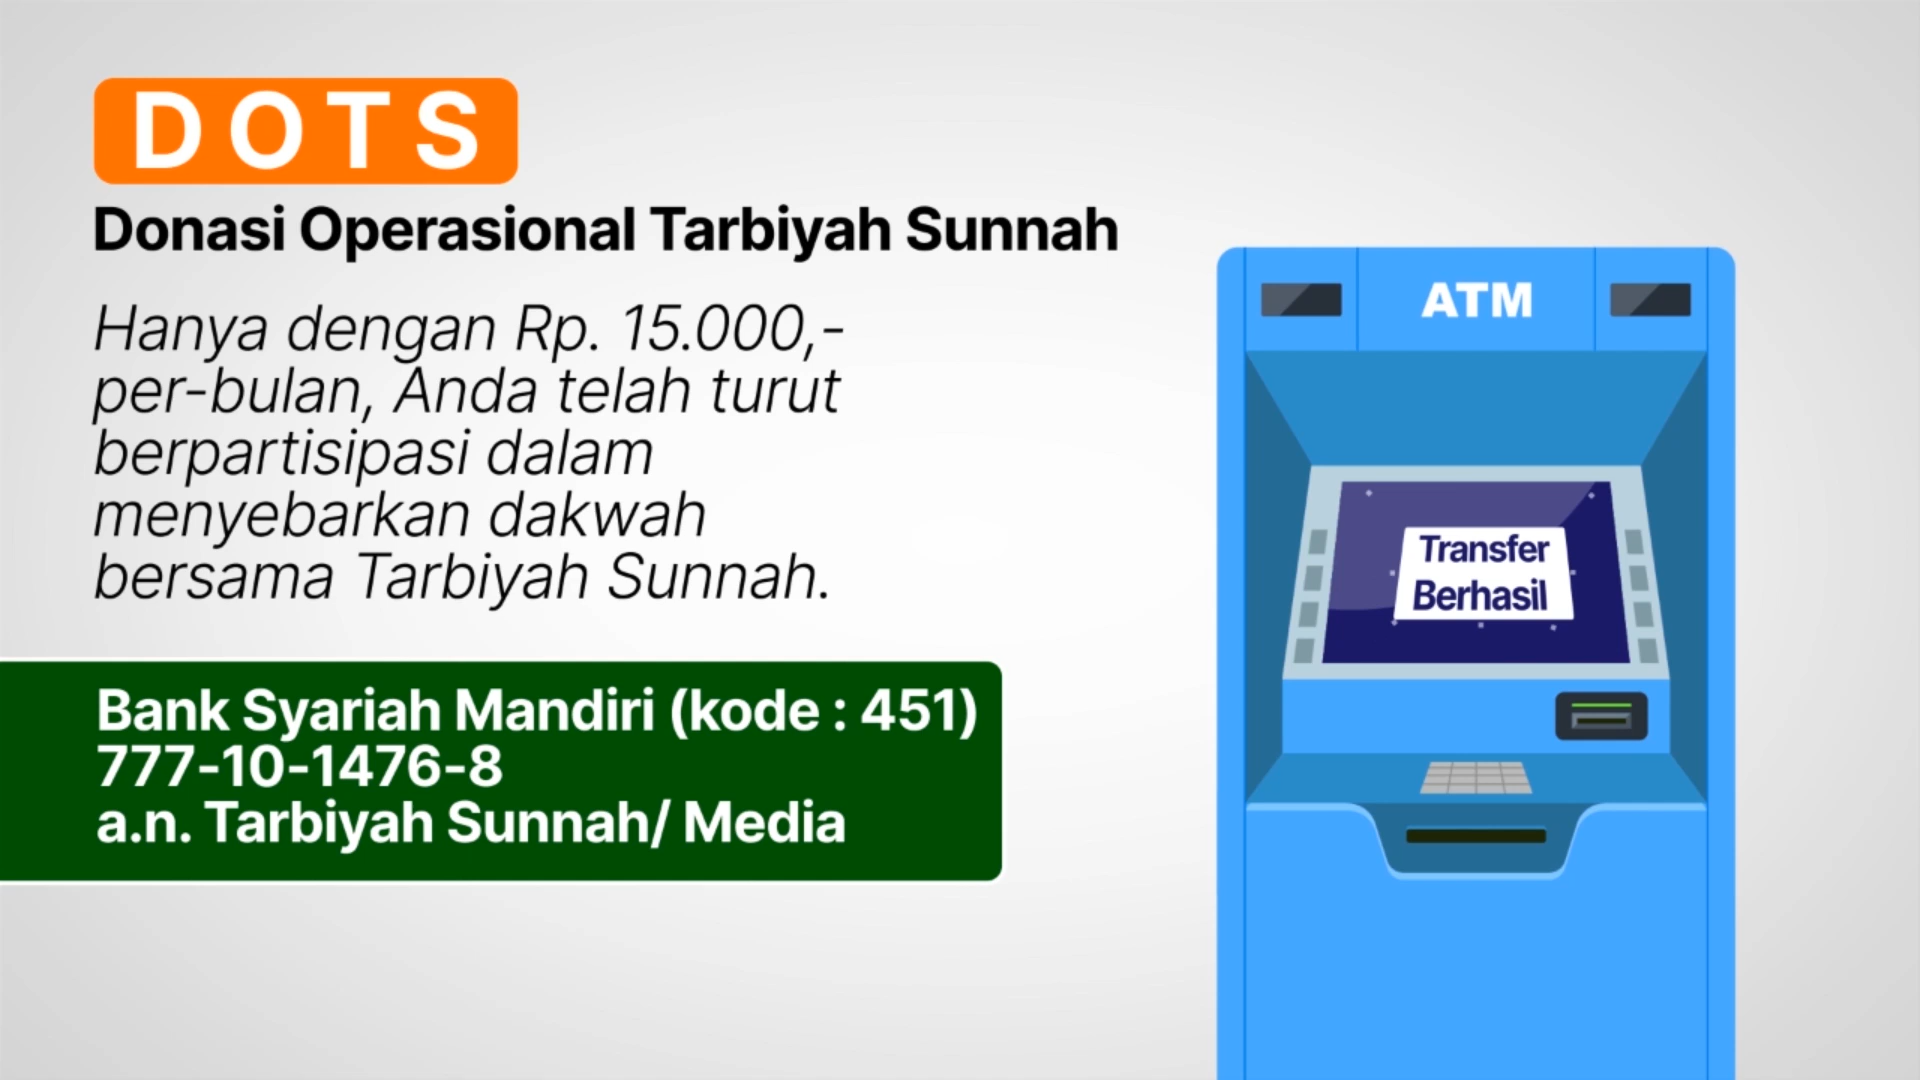 DOTS
Donasi Operasional Tarbiyah Sunnah
Hanya dengan Rp. 15.000,-
per-bulan, Anda telah turut
berpartisipasi dalam
menyebarkan dakwah
bersama Tarbiyah Sunnah.
Bank Syariah Mandiri (kode : 451)
777-10-1476-8
a.n. Tarbiyah Sunnah/ Media
ATM
Transfer
Berhasil